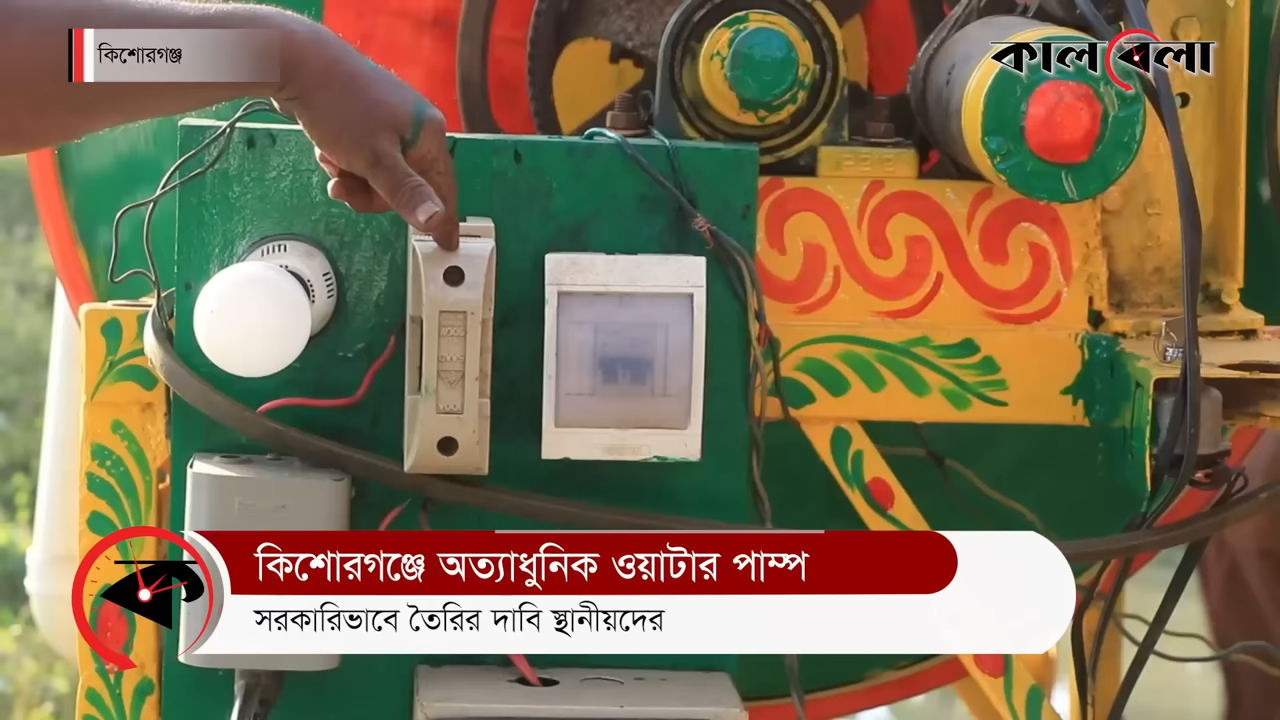 কিশোরগঞ্জ
কালবেলা
কিশোরগঞ্জে অত্যাধুনিক ওয়াটার পাম্প
সরকারিভাবে তৈরির দাবি স্থানীয়দের